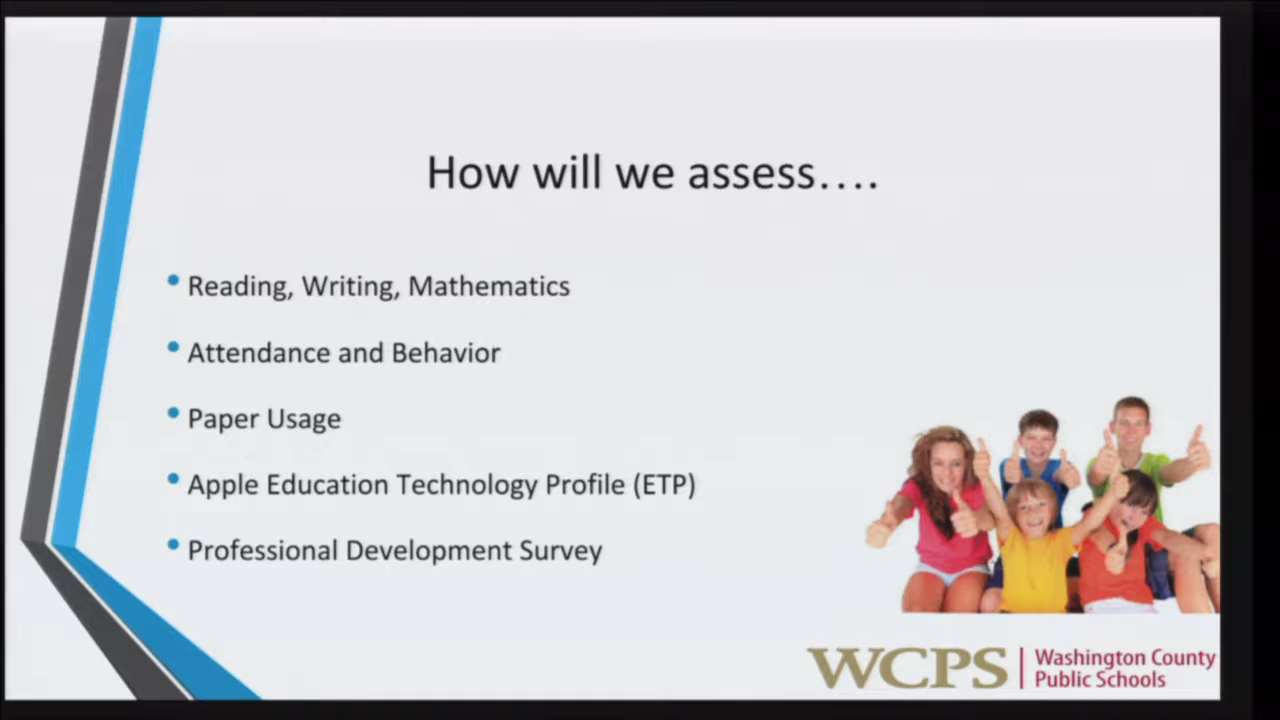 How will we assess….
Reading, Writing, Mathematics
Attendance and Behavior
Paper Usage
Apple Education Technology Profile (ETP)
Professional Development Survey
WCPS
Washington County
Public Schools